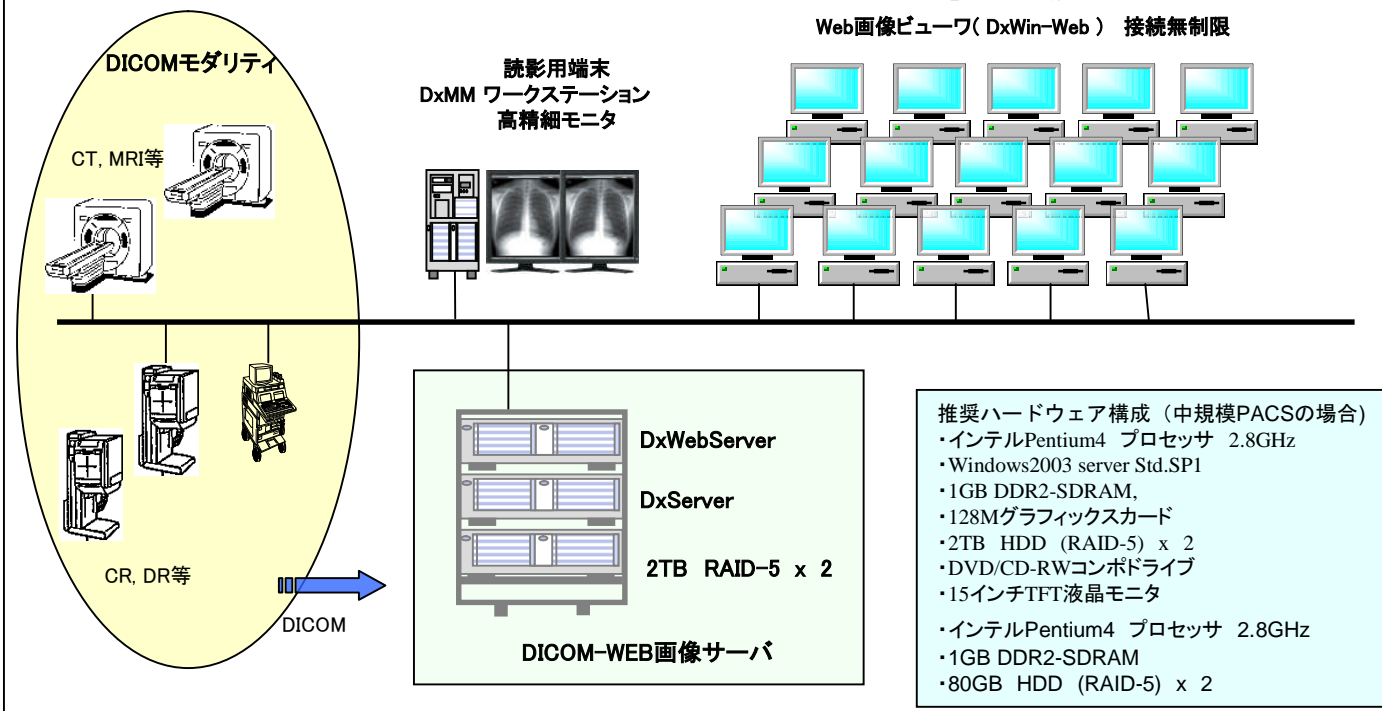 Web画像ビューワ( DxWin-Web )　接続無制限
DICOMモダリティ
読影用端末
DxMM ワークステーション
高精細モニタ
CT, MRI等
CR, DR等
DICOM
DxWebServer
DxServer
2TB RAID-5 x 2
DICOM-WEB画像サーバ
推奨ハードウェア構成（中規模PACSの場合)
・インテルPentium4 プロセッサ 2.8GHz
・Windows2003 server Std.SP1
・1GB DDR2-SDRAM,
・128Mグラフィックスカード
・2TB HDD (RAID-5) x 2
・DVD/CD-RWコンポドライブ
・15インチTFT液晶モニタ
・インテルPentium4 プロセッサ 2.8GHz
・1GB DDR2-SDRAM
・80GB HDD (RAID-5) x 2